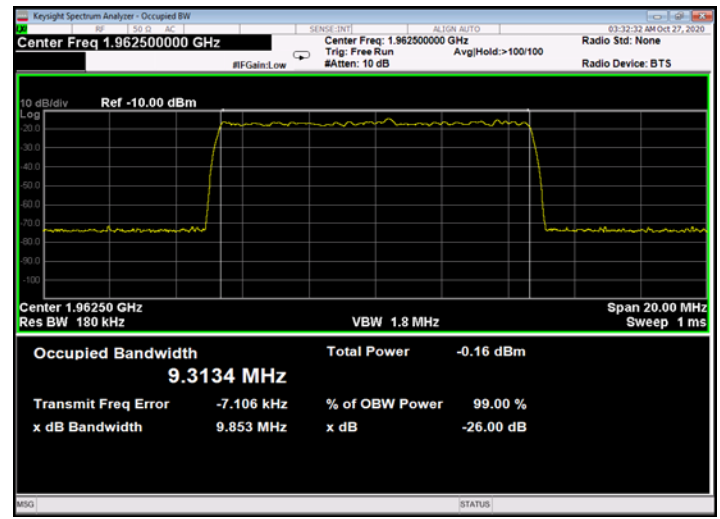 Keysight Spectrum Analyzer - Occupied BW
RF 50 Ω AC SENSE:INT ALIGN AUTO 03:32:32 AM Oct 27, 2020
Center Freq 1.962500000 GHz
Center Freq: 1.962500000 GHz
Radio Std: None
Trig: Free Run Avg|Hold:>100/100
#IFGain:Low #Atten: 10 dB Radio Device: BTS
10 dB/div Ref -10.00 dBm
Log
-20.0
-30.0
-40.0
-50.0
-60.0
-70.0
-80.0
-90.0
-100
Center 1.96250 GHz Span 20.00 MHz
Res BW 180 kHz VBW 1.8 MHz Sweep 1 ms
Occupied Bandwidth Total Power -0.16 dBm
9.3134 MHz
Transmit Freq Error -7.106 kHz % of OBW Power 99.00 %
x dB Bandwidth 9.853 MHz x dB -26.00 dB
MSG STATUS